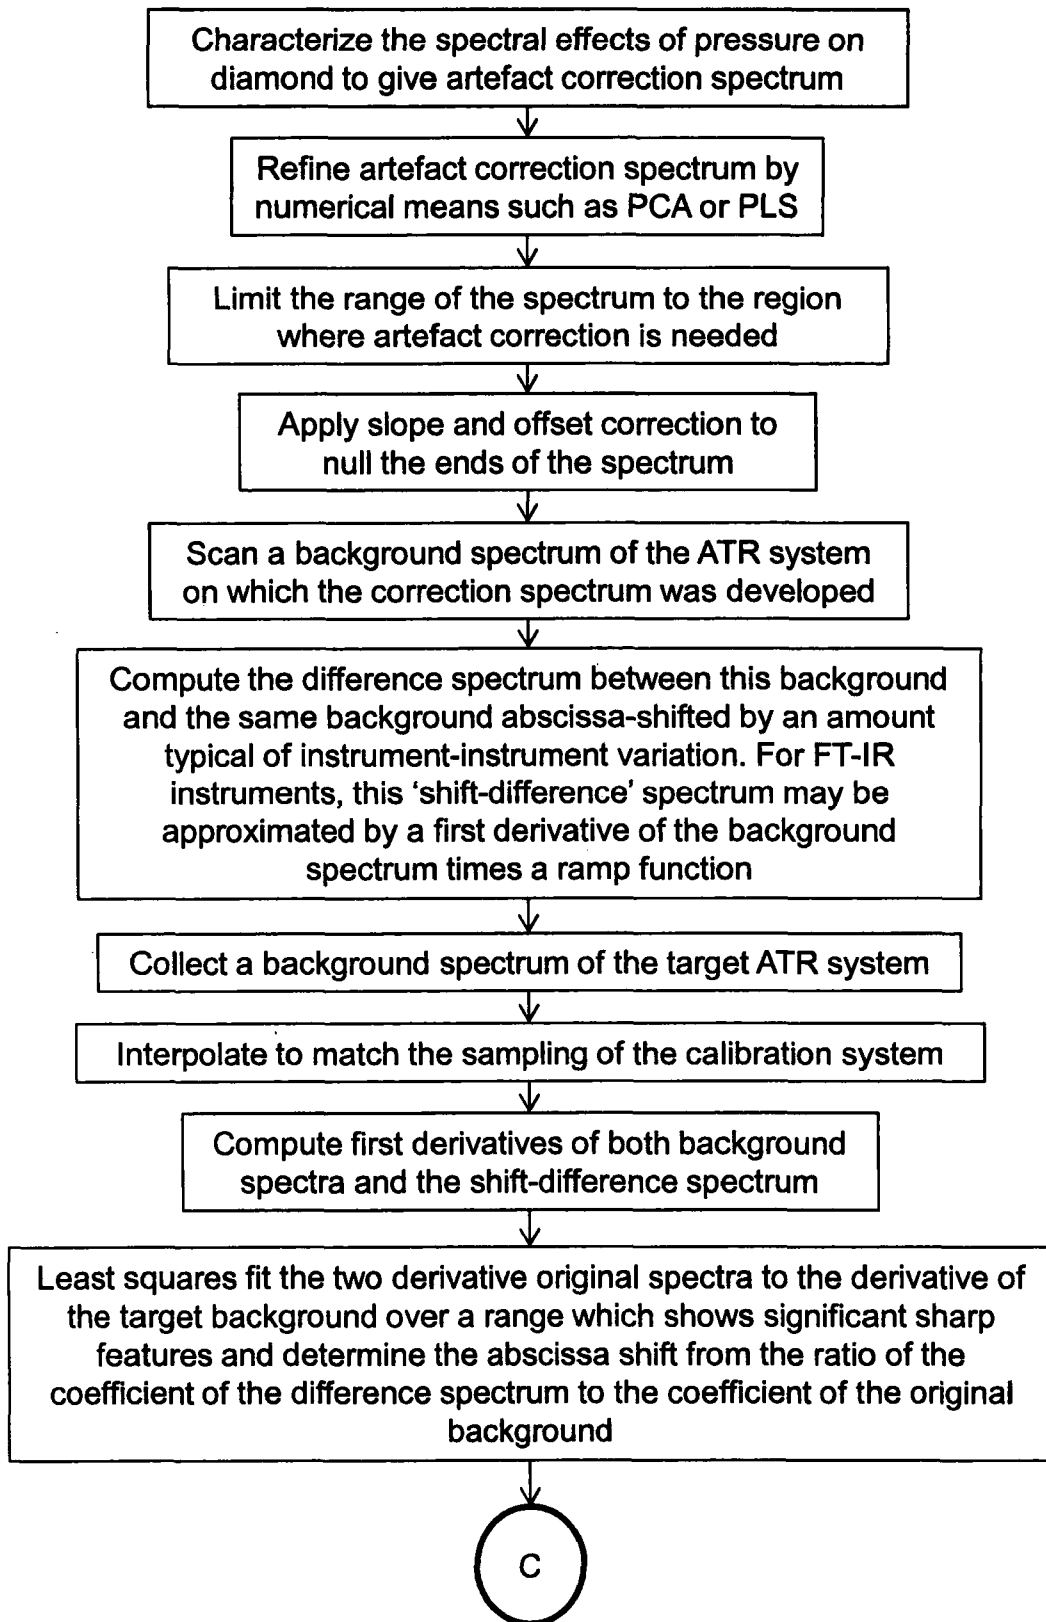 Characterize the spectral effects of pressure on
diamond to give artefact correction spectrum
Refine artefact correction spectrum by
numerical means such as PCA or PLS
Limit the range of the spectrum to the region
where artefact correction is needed
Apply slope and offset correction to
null the ends of the spectrum
Scan a background spectrum of the ATR system
on which the correction spectrum was developed
Compute the difference spectrum between this background
and the same background abscissa-shifted by an amount
typical of instrument-instrument variation. For FT-IR
instruments, this ‘shift-difference’ spectrum may be
approximated by a first derivative of the background
spectrum times a ramp function
Collect a background spectrum of the target ATR system
Interpolate to match the sampling of the calibration system
Compute first derivatives of both background
spectra and the shift-difference spectrum
Least squares fit the two derivative original spectra to the derivative of
the target background over a range which shows significant sharp
features and determine the abscissa shift from the ratio of the
coefficient of the difference spectrum to the coefficient of the original
background
C